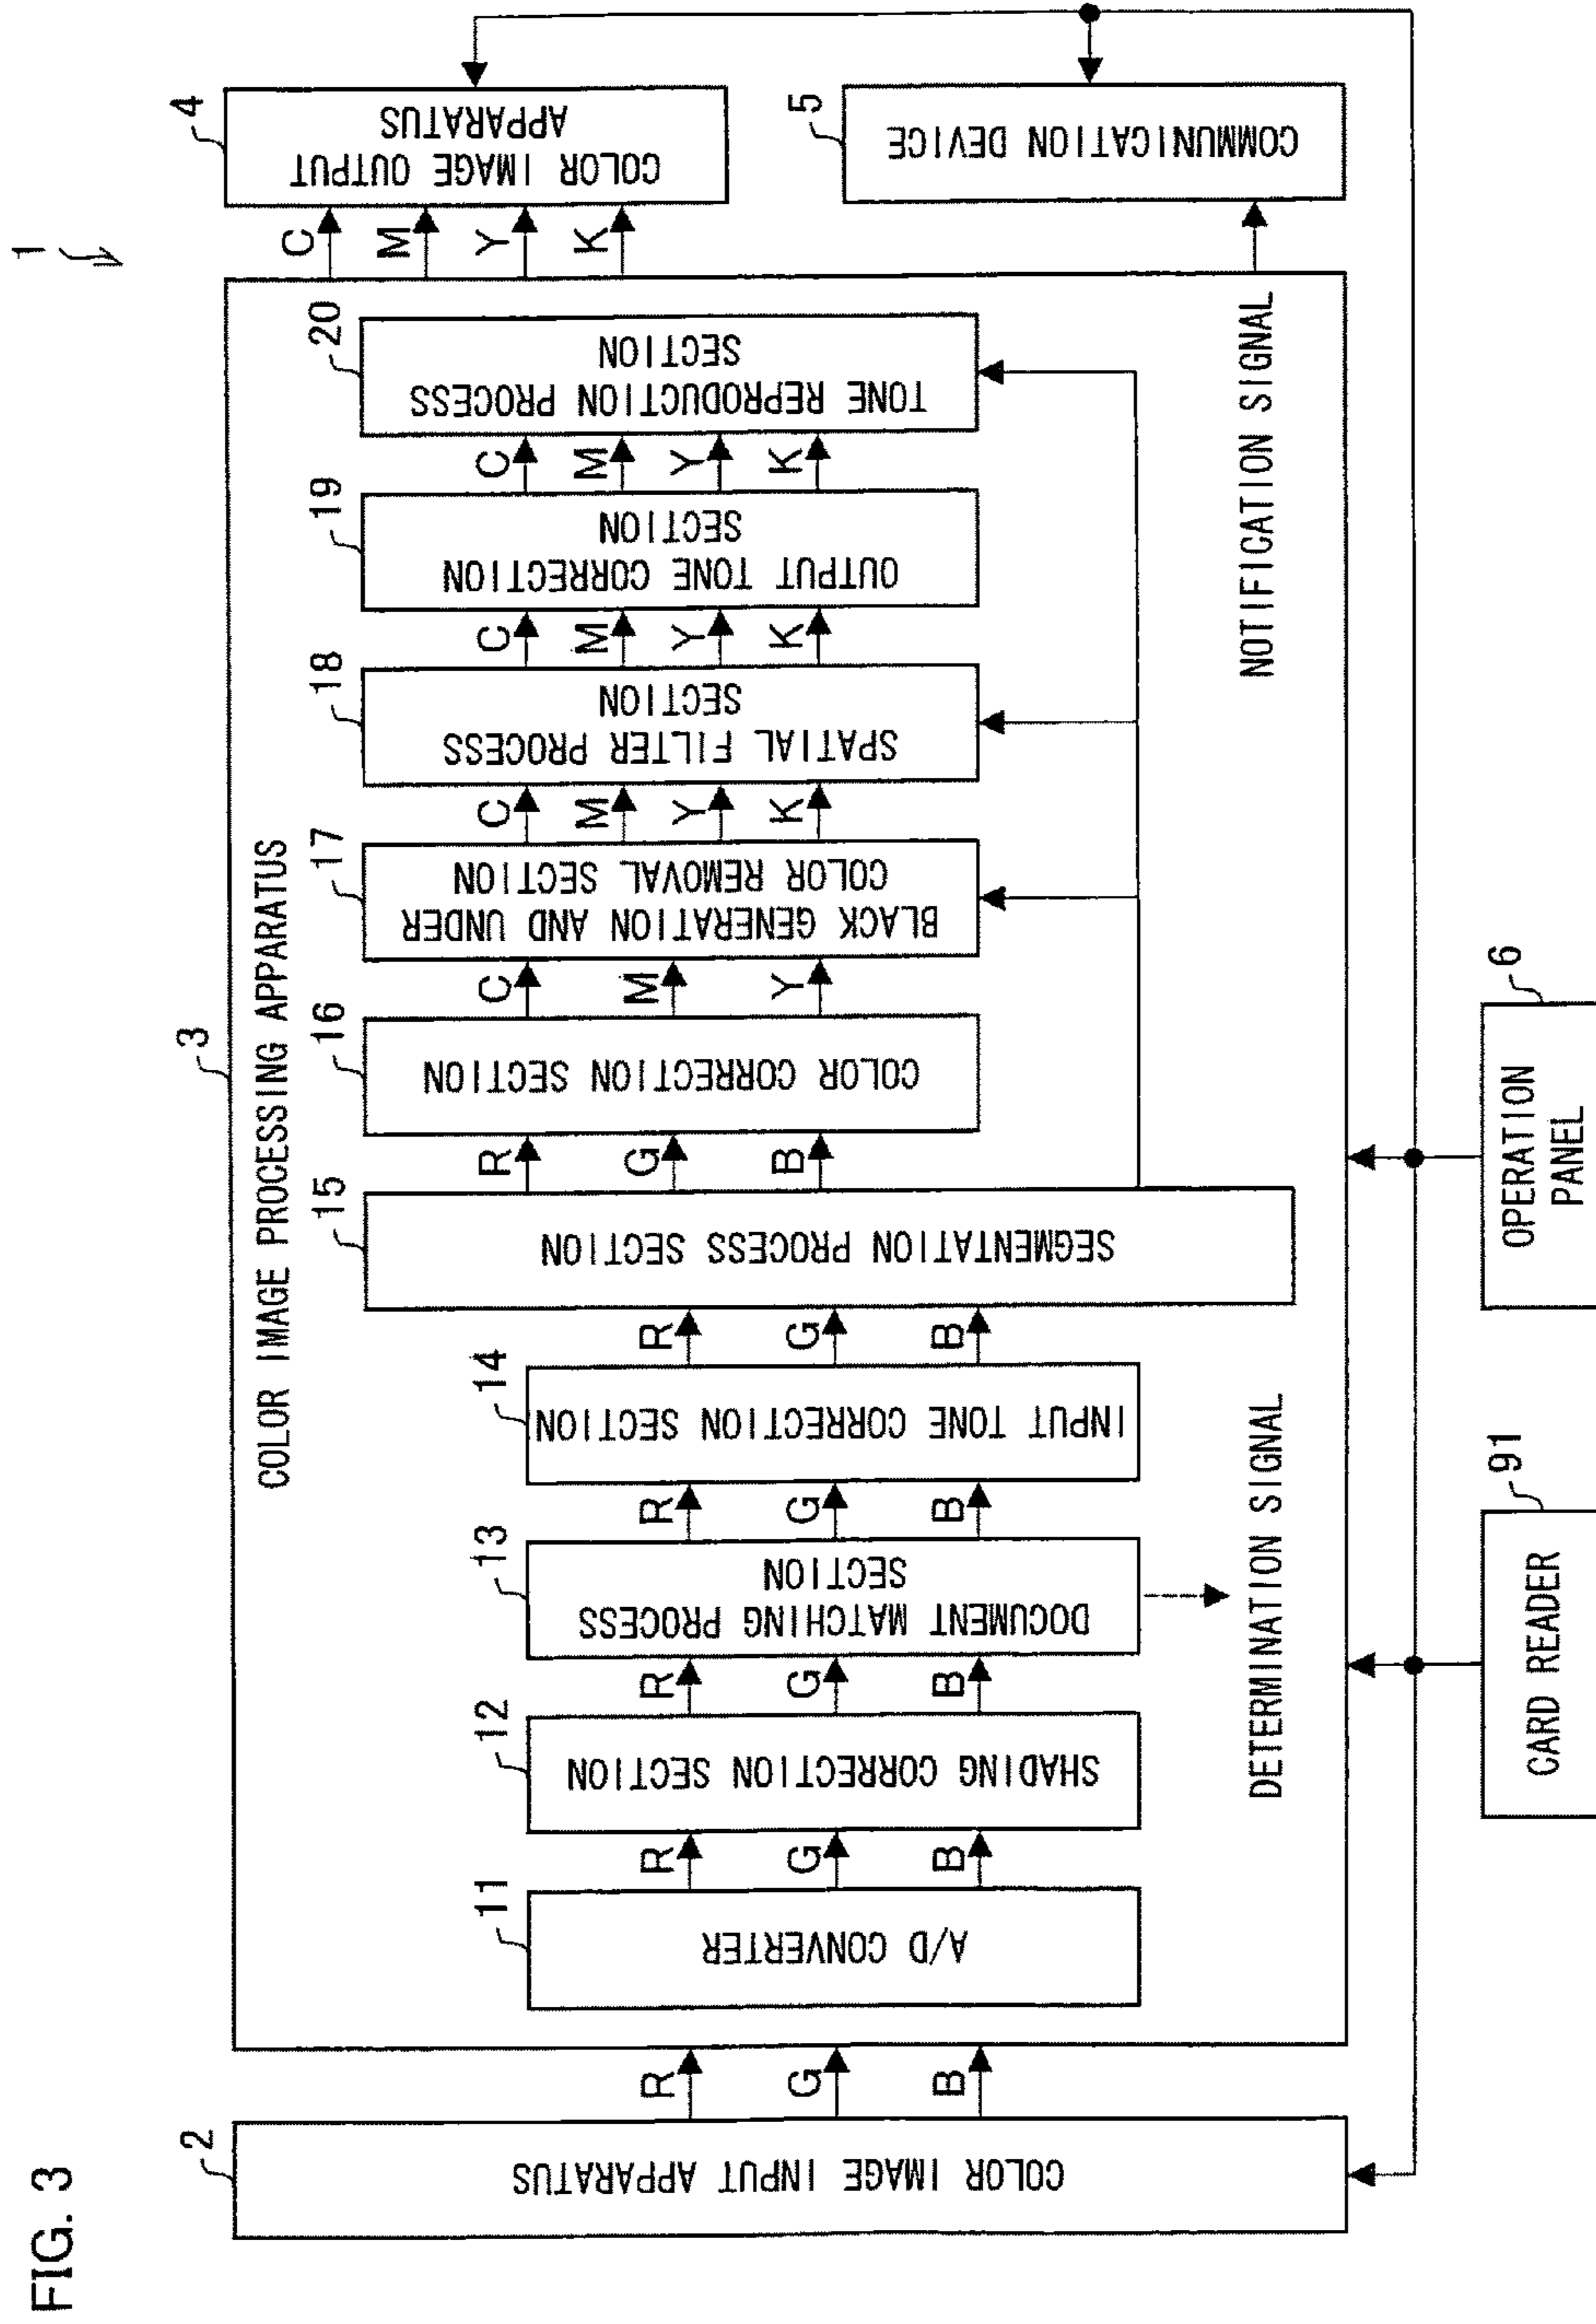 FIG. 3
1
2
COLOR IMAGE INPUT APPARATUS
R
G
B
3
COLOR IMAGE PROCESSING APPARATUS
11
A/D CONVERTER
R
G
B
12
SHADING CORRECTION SECTION
R
G
B
13
DOCUMENT MATCHING PROCESS
SECTION
DETERMINATION SIGNAL
R
G
B
14
INPUT TONE CORRECTION SECTION
R
G
B
15
SEGMENTATION PROCESS SECTION
R
G
B
16
COLOR CORRECTION SECTION
C
M
Y
17
BLACK GENERATION AND UNDER
COLOR REMOVAL SECTION
C
M
Y
K
18
SPATIAL FILTER PROCESS
SECTION
C
M
Y
K
19
OUTPUT TONE CORRECTION
SECTION
C
M
Y
K
20
TONE REPRODUCTION PROCESS
SECTION
NOTIFICATION SIGNAL
C
M
Y
K
4
COLOR IMAGE OUTPUT
APPARATUS
5
COMMUNICATION DEVICE
91
CARD READER
6
OPERATION
PANEL